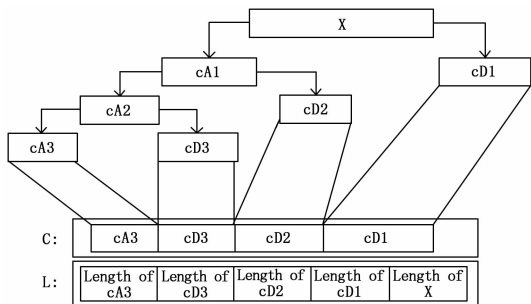 X
cA1
cD1
cA2
cD2
cA3
cD3
C: cA3 cD3 cD2 cD1
L: Length of Length of Length of Length of Length of
cA3 cD3 cD2 cD1 X